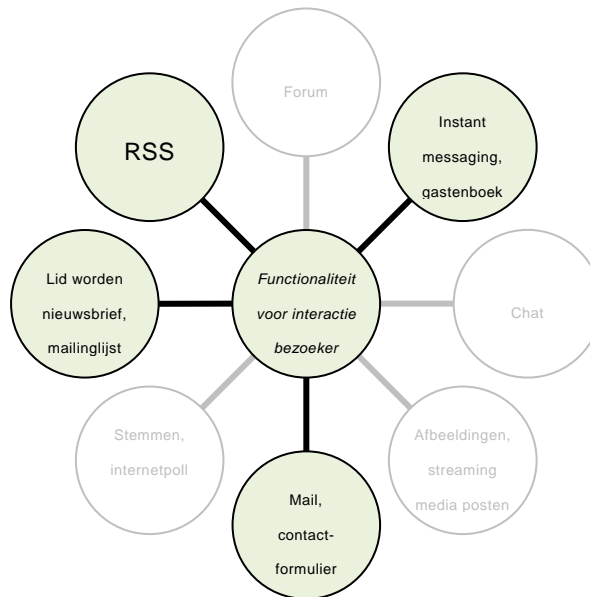 Forum
Instant
messaging,
gastenboek
RSS
Lid worden
nieuwsbrief,
mailinglijst
Functionaliteit
voor interactie
bezoeker
Chat
Stemmen,
internetpoll
Afbeeldingen,
streaming
media posten
Mail,
contact-
formulier